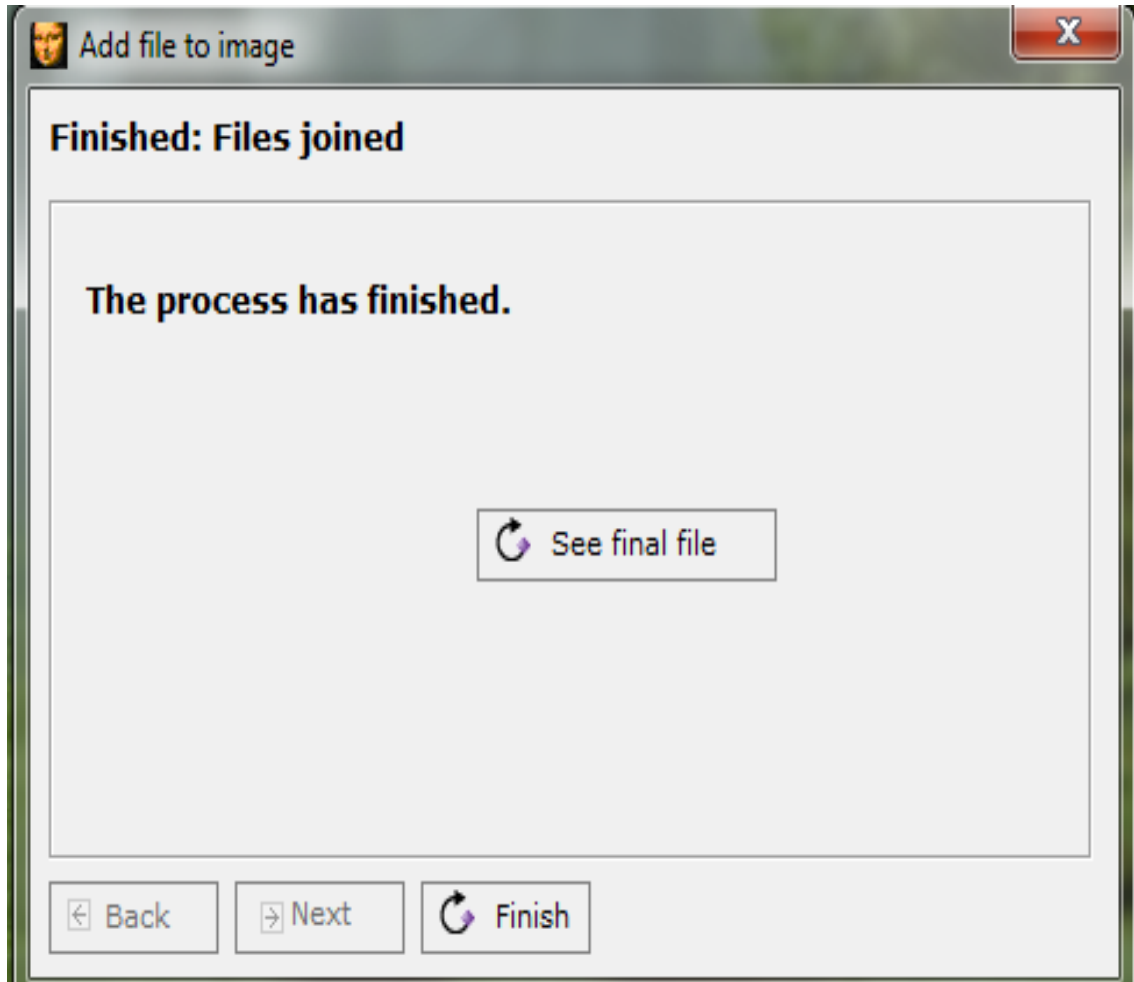 Add file to image
X
Finished: Files joined
The process has finished.
See final file
Back
Next
Finish